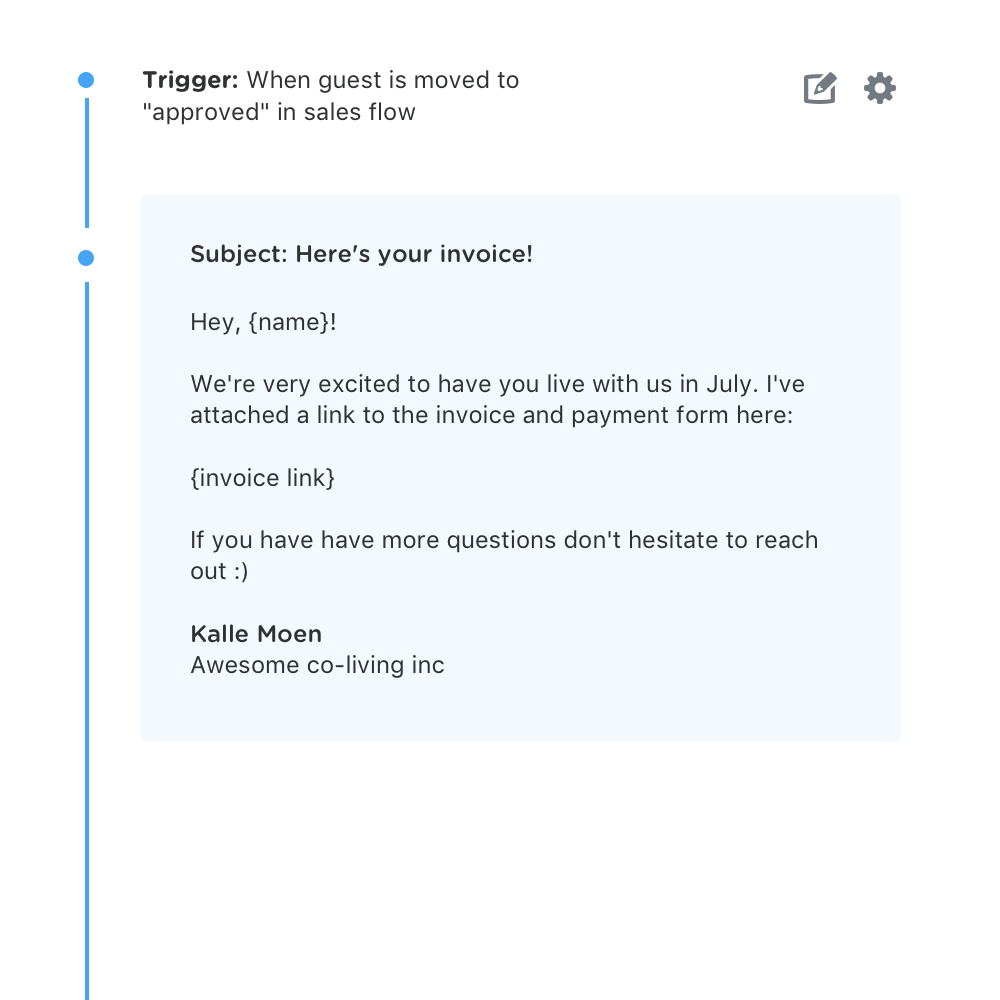 Trigger: When guest is moved to
"approved" in sales flow
Subject: Here's your invoice!
Hey, {name}!
We're very excited to have you live with us in July. I've
attached a link to the invoice and payment form here:
{invoice link}
If you have have more questions don't hesitate to reach
out :)
Kalle Moen
Awesome co-living inc